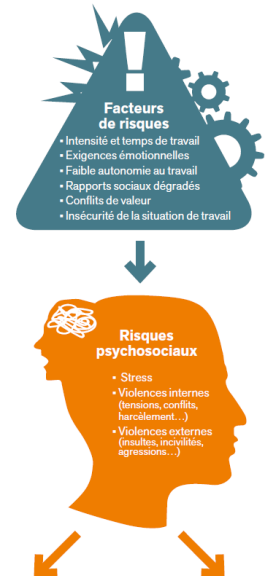 !
Facteurs
de risques
• Intensité et temps de travail
• Exigences émotionnelles
• Faible autonomie au travail
• Rapports sociaux dégradés
• Conflits de valeur
• Insécurité de la situation de travail
Risques
psychosociaux
• Stress
• Violences internes
(tensions, conflits,
harcèlement...)
• Violences externes
(insultes, incivilités,
agressions...)